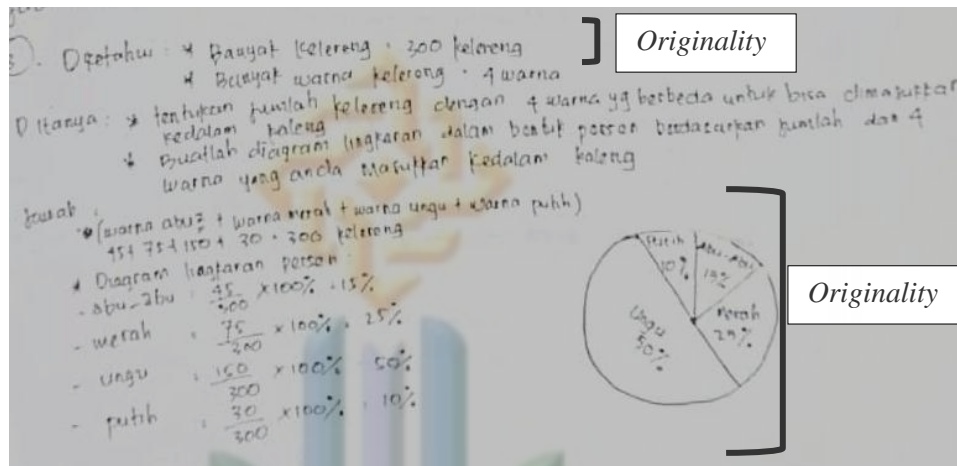 3. Diketahui : * Banyak kelereng = 300 kelereng
* Banyak warna kelereng = 4 warna
Originality
Ditanya : * tentukan jumlah kelereng dengan 4 warna yg berbeda untuk bisa dimasukkan
kedalam kaleng
* Buatlah diagram lingkaran dalam bentuk persen berdasarkan jumlah dan 4
warna yang anda masukkan kedalam kaleng
Jawab :
* (warna abu² + warna merah + warna ungu + warna putih)
45 + 75 + 150 + 30 = 300 kelereng
* Diagram lingkaran persen :
- abu-abu : 45/300 × 100% = 15%
- merah : 75/300 × 100% = 25%
- ungu : 150/300 × 100% = 50%
- putih : 30/300 × 100% = 10%
Putih
10%
Abu-abu
15%
Merah
25%
Ungu
50%
Originality